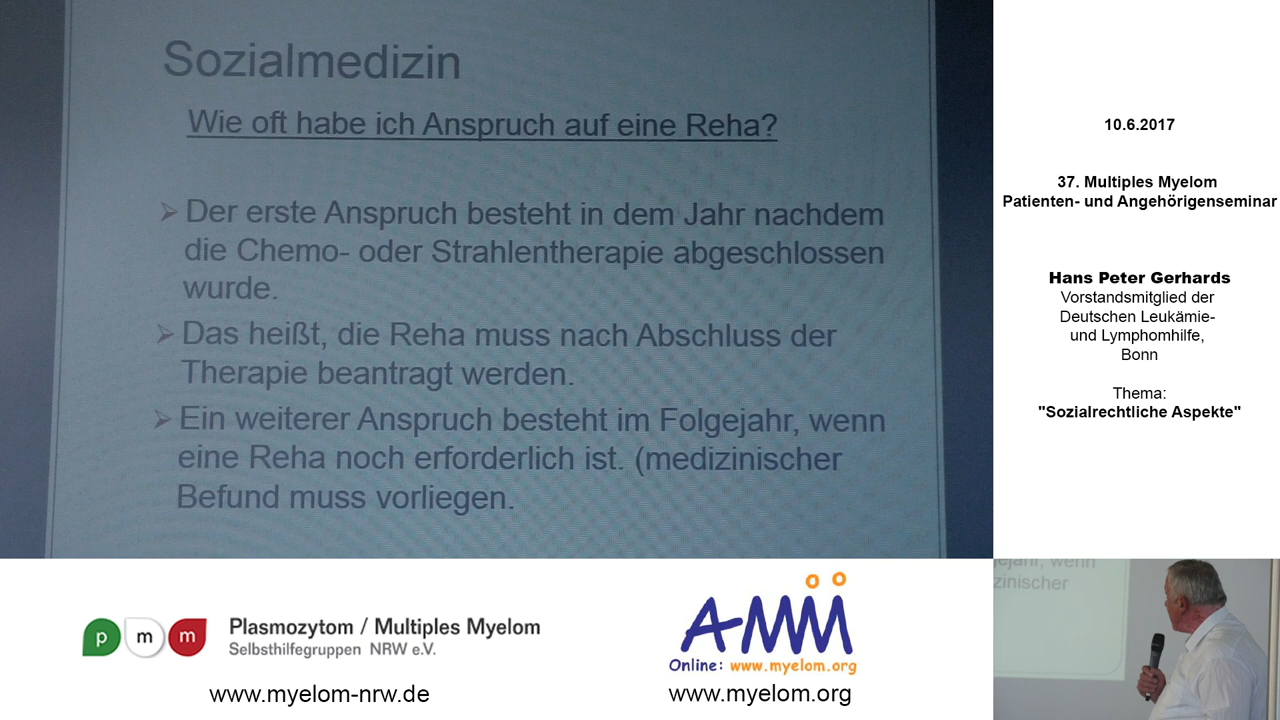 Sozialmedizin
Wie oft habe ich Anspruch auf eine Reha?
➢ Der erste Anspruch besteht in dem Jahr nachdem
die Chemo- oder Strahlentherapie abgeschlossen
wurde.
➢ Das heißt, die Reha muss nach Abschluss der
Therapie beantragt werden.
➢ Ein weiterer Anspruch besteht im Folgejahr, wenn
eine Reha noch erforderlich ist. (medizinischer
Befund muss vorliegen.
10.6.2017
37. Multiples Myelom
Patienten- und Angehörigenseminar
Hans Peter Gerhards
Vorstandsmitglied der
Deutschen Leukämie-
und Lymphomhilfe,
Bonn
Thema:
"Sozialrechtliche Aspekte"
pmm
Plasmozytom / Multiples Myelom
Selbsthilfegruppen NRW e.V.
www.myelom-nrw.de
AMM
Online: www.myelom.org
www.myelom.org
gejahr, wenn
zinischer